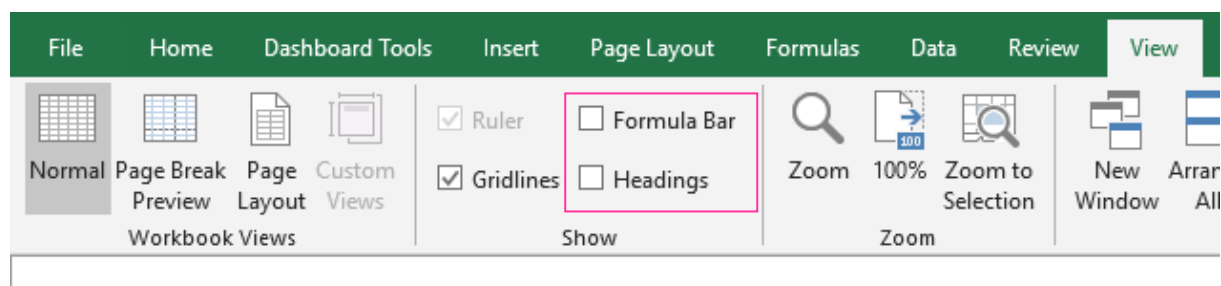 File Home Dashboard Tools Insert Page Layout Formulas Data Review View
Ruler Formula Bar
100
Normal Page Break Preview Page Layout Custom Views Gridlines Headings Zoom 100% Zoom to Selection New Window All
Workbook Views Show Zoom